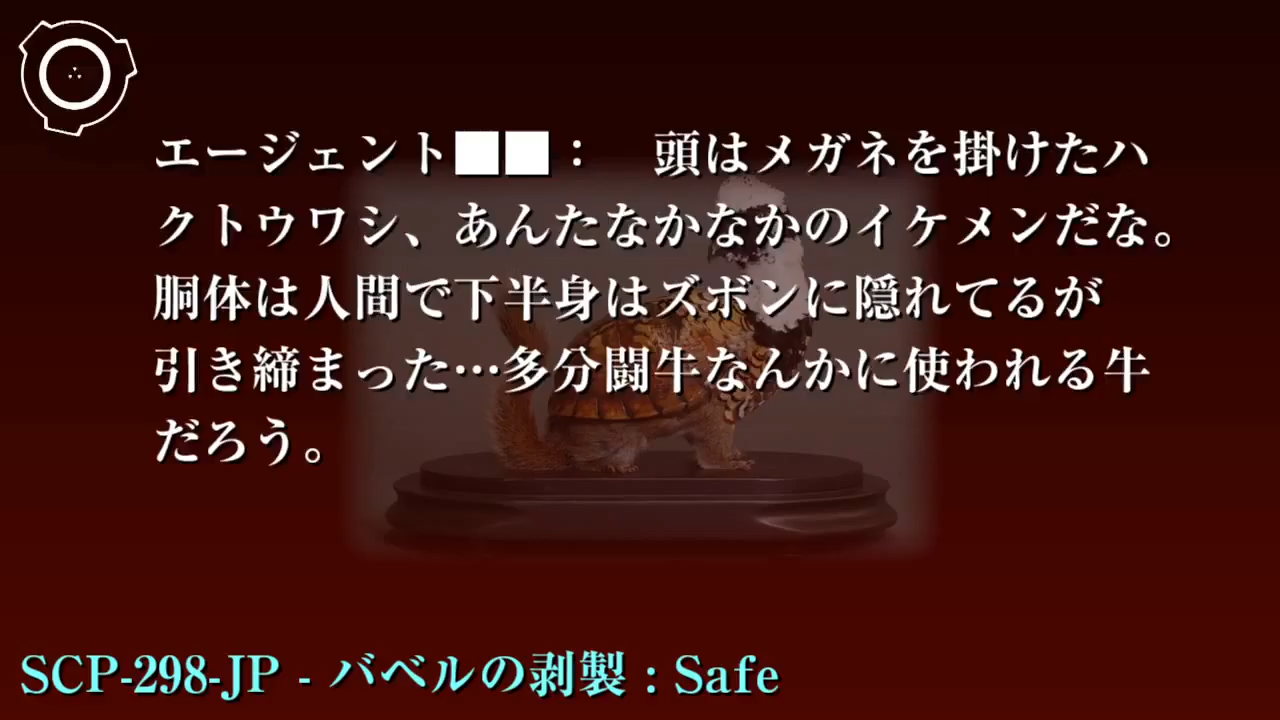 エージェント■■：　頭はメガネを掛けたハ
クトウワシ、あんたなかなかのイケメンだな。
胴体は人間で下半身はズボンに隠れてるが
引き締まった…多分闘牛なんかに使われる牛
だろう。
SCP-298-JP - バベルの剥製 : Safe